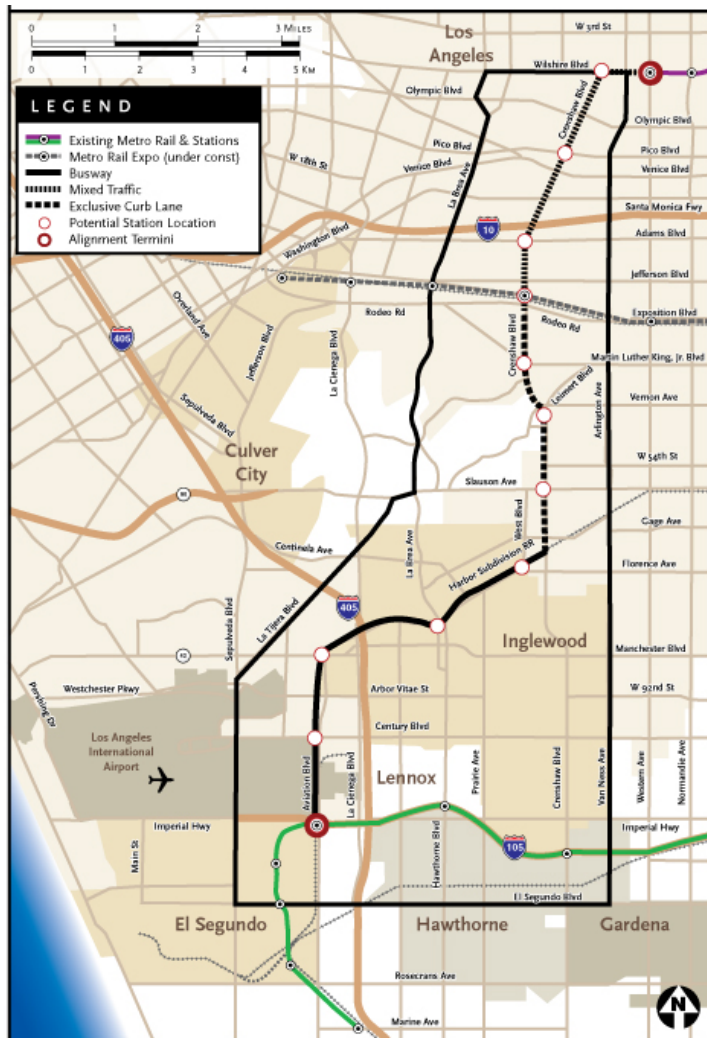 0 1 2 3 MILES
0 1 2 3 4 5 KM
Los
Angeles
W 3rd St
Wilshire Blvd
Olympic Blvd
Crenshaw Blvd
Olympic Blvd
LEGEND
Existing Metro Rail & Stations
Metro Rail Expo (under const)
Busway
Mixed Traffic
Exclusive Curb Lane
Potential Station Location
Alignment Termini
Pico Blvd
Pico Blvd
W 18th St
Venice Blvd
Venice Blvd
La Brea Ave
Santa Monica Fwy
10
Adams Blvd
Washington Blvd
Jefferson Blvd
Overland Ave
Rodeo Rd
Exposition Blvd
Rodeo Rd
405
Jefferson Blvd
La Cienega Blvd
Crenshaw Blvd
Martin Luther King, Jr. Blvd
Leimert Blvd
Arlington Ave
Vernon Ave
Sepulveda Blvd
Culver
City
W 54th St
Slauson Ave
90
West Blvd
Gage Ave
Centinela Ave
La Brea Ave
Harbor Subdivision RR
Florence Ave
405
Sepulveda Blvd
La Tijera Blvd
Inglewood
Manchester Blvd
42
Pershing Dr
Westchester Pkwy
Arbor Vitae St
W 92nd St
Los Angeles
International
Airport
Century Blvd
Aviation Blvd
La Cienega Blvd
Lennox
Prairie Ave
Crenshaw Blvd
Van Ness Ave
Western Ave
Normandie Ave
Imperial Hwy
Imperial Hwy
Main St
Hawthorne Blvd
105
El Segundo Blvd
El Segundo
Hawthorne
Gardena
Rosecrans Ave
Marine Ave
N